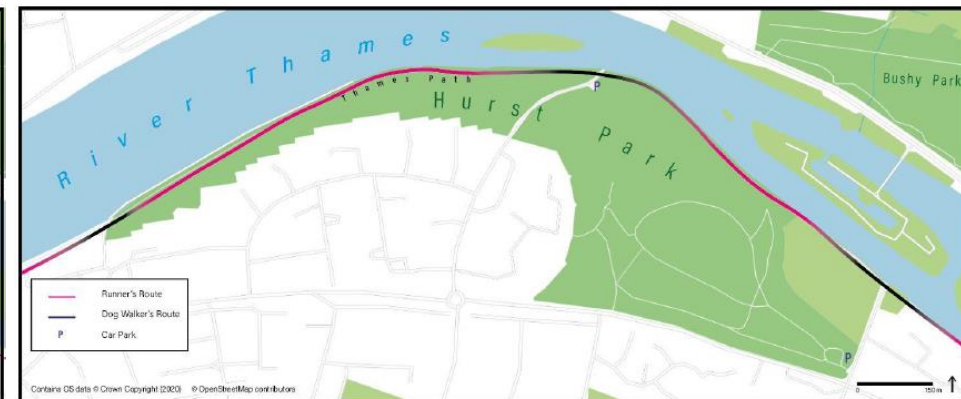 River Thames
Thames Path
Hurst Park
Bushy Park
P
Runner's Route
Dog Walker's Route
P Car Park
P
Contains OS data © Crown Copyright (2020) © OpenStreetMap contributors
0 150 m